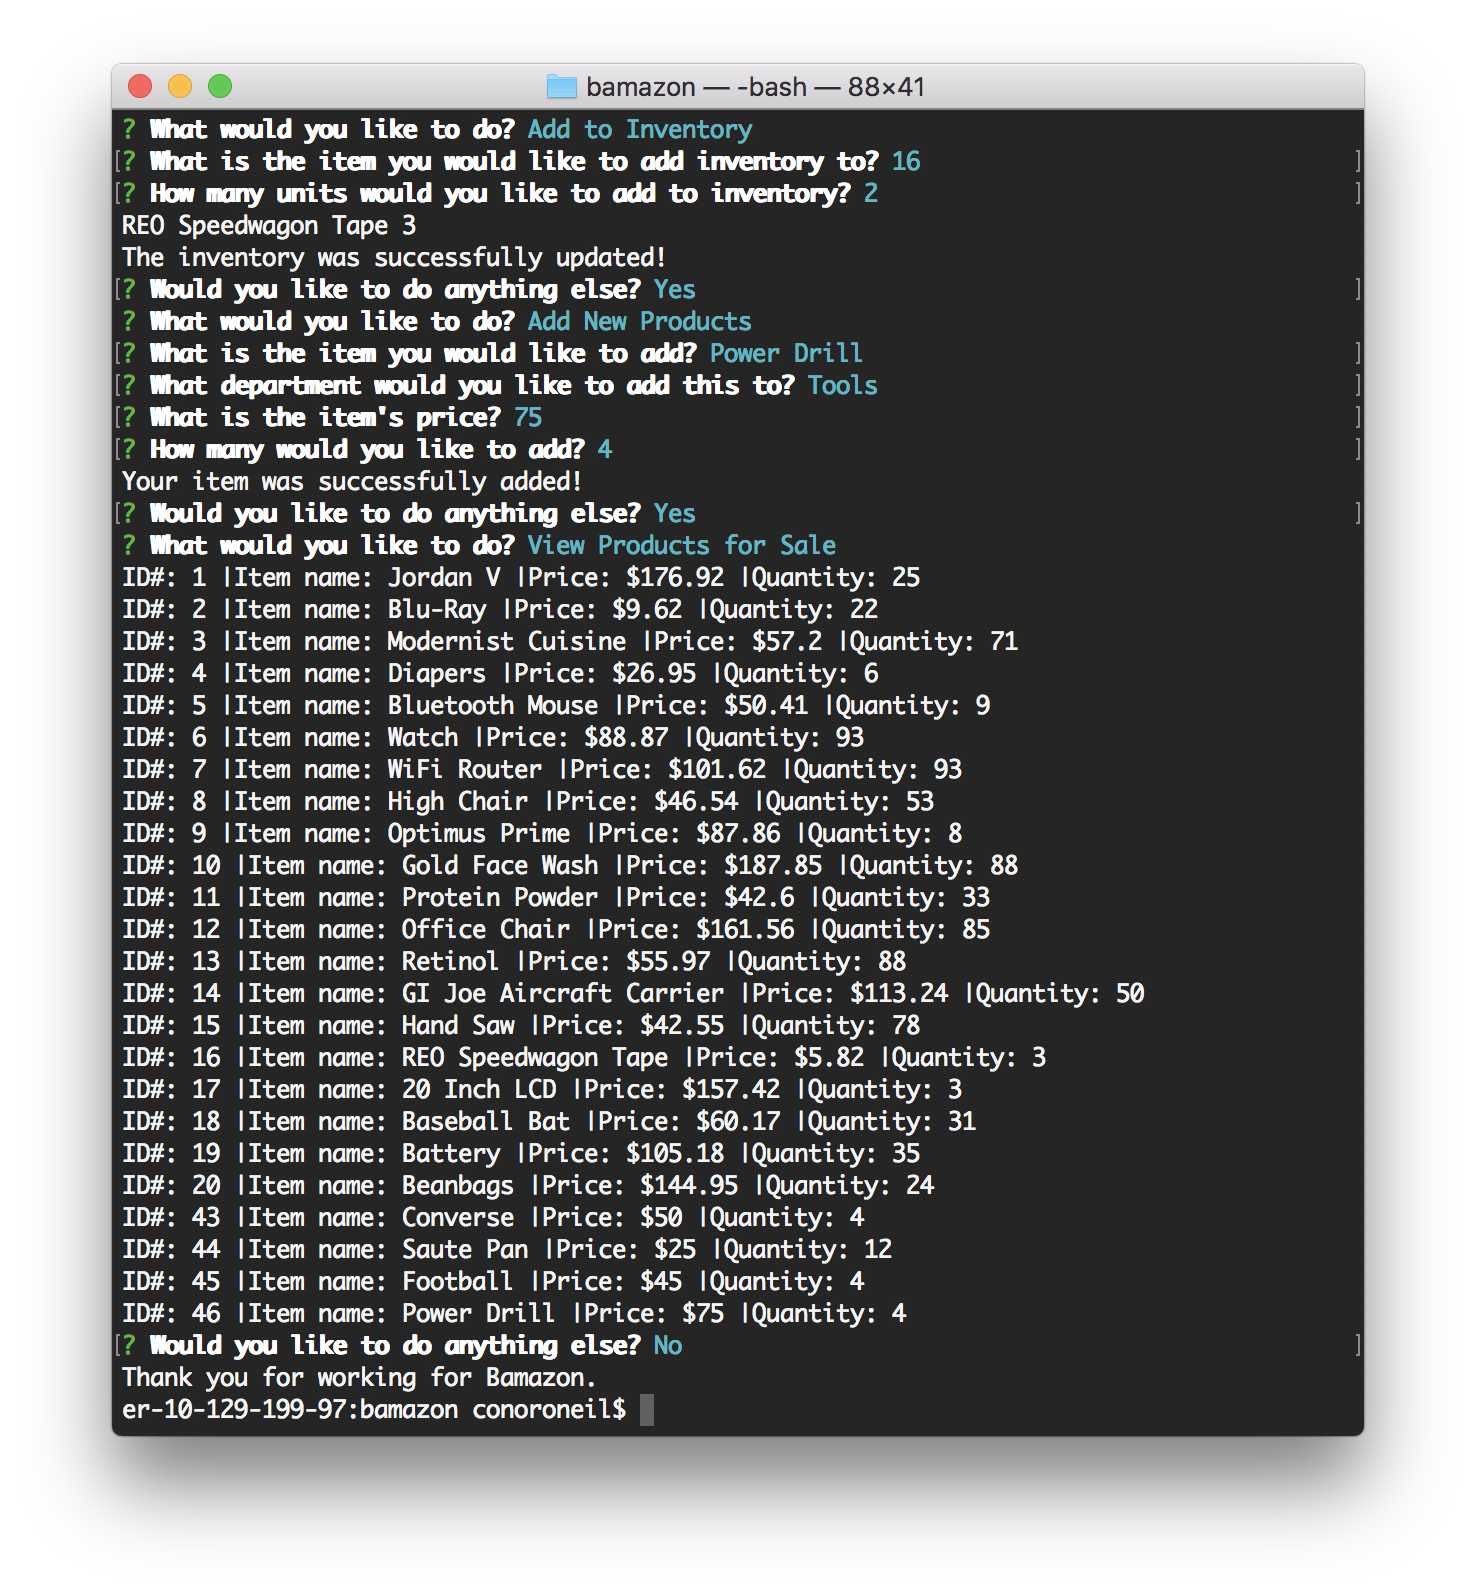 bamazon — -bash — 88×41
? What would you like to do? Add to Inventory
[? What is the item you would like to add inventory to? 16 ]
[? How many units would you like to add to inventory? 2 ]
REO Speedwagon Tape 3
The inventory was successfully updated!
[? Would you like to do anything else? Yes ]
? What would you like to do? Add New Products
[? What is the item you would like to add? Power Drill ]
[? What department would you like to add this to? Tools ]
[? What is the item's price? 75 ]
[? How many would you like to add? 4 ]
Your item was successfully added!
[? Would you like to do anything else? Yes ]
? What would you like to do? View Products for Sale
ID#: 1 |Item name: Jordan V |Price: $176.92 |Quantity: 25
ID#: 2 |Item name: Blu-Ray |Price: $9.62 |Quantity: 22
ID#: 3 |Item name: Modernist Cuisine |Price: $57.2 |Quantity: 71
ID#: 4 |Item name: Diapers |Price: $26.95 |Quantity: 6
ID#: 5 |Item name: Bluetooth Mouse |Price: $50.41 |Quantity: 9
ID#: 6 |Item name: Watch |Price: $88.87 |Quantity: 93
ID#: 7 |Item name: WiFi Router |Price: $101.62 |Quantity: 93
ID#: 8 |Item name: High Chair |Price: $46.54 |Quantity: 53
ID#: 9 |Item name: Optimus Prime |Price: $87.86 |Quantity: 8
ID#: 10 |Item name: Gold Face Wash |Price: $187.85 |Quantity: 88
ID#: 11 |Item name: Protein Powder |Price: $42.6 |Quantity: 33
ID#: 12 |Item name: Office Chair |Price: $161.56 |Quantity: 85
ID#: 13 |Item name: Retinol |Price: $55.97 |Quantity: 88
ID#: 14 |Item name: GI Joe Aircraft Carrier |Price: $113.24 |Quantity: 50
ID#: 15 |Item name: Hand Saw |Price: $42.55 |Quantity: 78
ID#: 16 |Item name: REO Speedwagon Tape |Price: $5.82 |Quantity: 3
ID#: 17 |Item name: 20 Inch LCD |Price: $157.42 |Quantity: 3
ID#: 18 |Item name: Baseball Bat |Price: $60.17 |Quantity: 31
ID#: 19 |Item name: Battery |Price: $105.18 |Quantity: 35
ID#: 20 |Item name: Beanbags |Price: $144.95 |Quantity: 24
ID#: 43 |Item name: Converse |Price: $50 |Quantity: 4
ID#: 44 |Item name: Saute Pan |Price: $25 |Quantity: 12
ID#: 45 |Item name: Football |Price: $45 |Quantity: 4
ID#: 46 |Item name: Power Drill |Price: $75 |Quantity: 4
[? Would you like to do anything else? No ]
Thank you for working for Bamazon.
er-10-129-199-97:bamazon conoroneil$